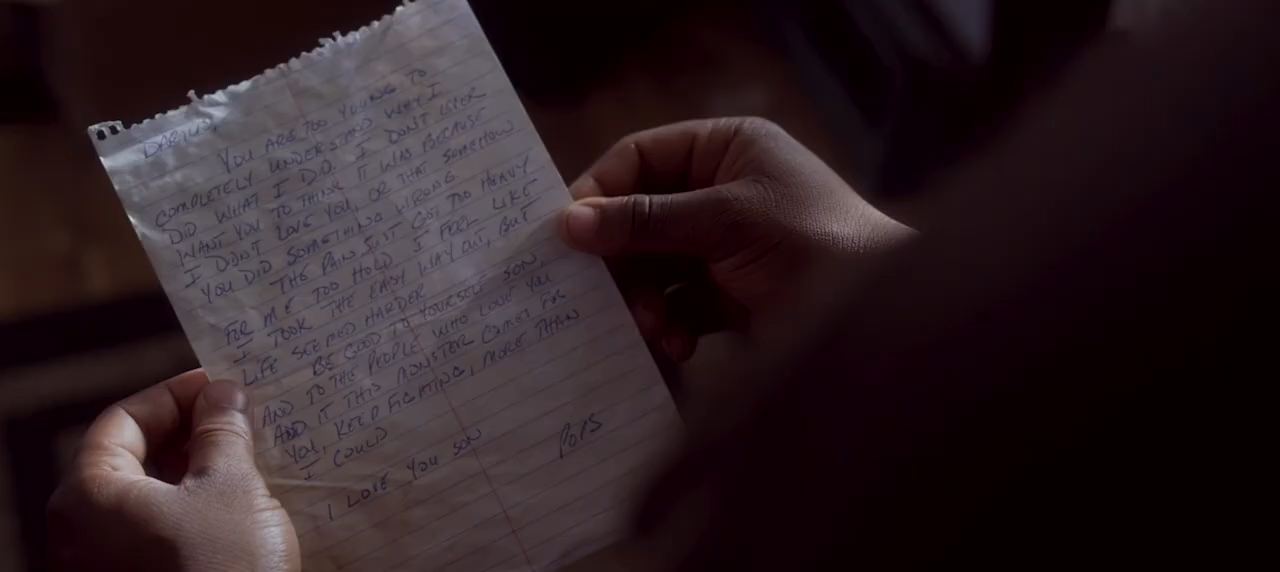 DARIUS,
YOU ARE TOO YOUNG TO
COMPLETELY UNDERSTAND WHY I
DID WHAT I DID. I DON'T EVER
WANT YOU TO THINK IT WAS BECAUSE
I DIDN'T LOVE YOU, OR THAT SOMEHOW
YOU DID SOMETHING WRONG.
THE PAIN JUST GOT TOO HEAVY
FOR ME TOO HOLD. I FEEL LIKE
I TOOK THE EASY WAY OUT, BUT
LIFE SEEMED HARDER
BE GOOD TO YOURSELF SON,
AND TO THE PEOPLE WHO LOVE YOU
AND IF THIS MONSTER COMES FOR
YOU, KEEP FIGHTING, MORE THAN
I COULD
I LOVE YOU SON
POPS